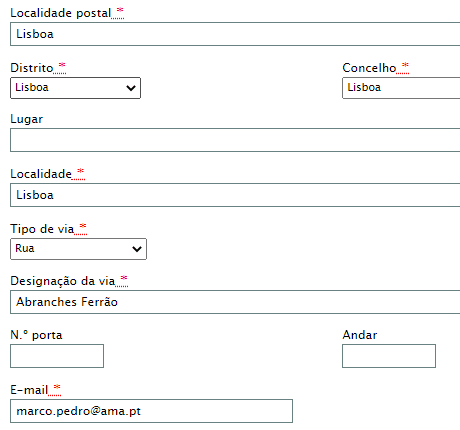 Localidade postal *
Lisboa
Distrito * Concelho *
Lisboa Lisboa
Lugar
Localidade *
Lisboa
Tipo de via *
Rua
Designação da via *
Abranches Ferrão
N.º porta Andar
E-mail *
marco.pedro@ama.pt